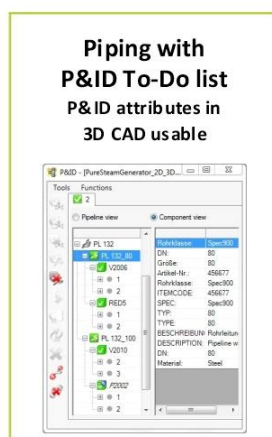 Piping with
P&ID To-Do list
P&ID attributes in
3D CAD usable
P&ID - [PureSteamGenerator_2D_3D...
Tools Functions
2
Pipeline view Component view
PL 132
PL 132_80
V2006
1
2
RED5
1
2
PL 132_100
V2010
2
3
P2002
1
2
Rohrklasse: Spec900
DN: 80
Größe: 80
Artikel-Nr.: 456677
Rohrklasse: Spec900
ITEMCODE: 456677
SPEC: Spec900
TYP: 80
TYPE: 80
BESCHREIBUN Rohrleitun
DESCRIPTION: Pipeline w
DN: 80
Material: Steel